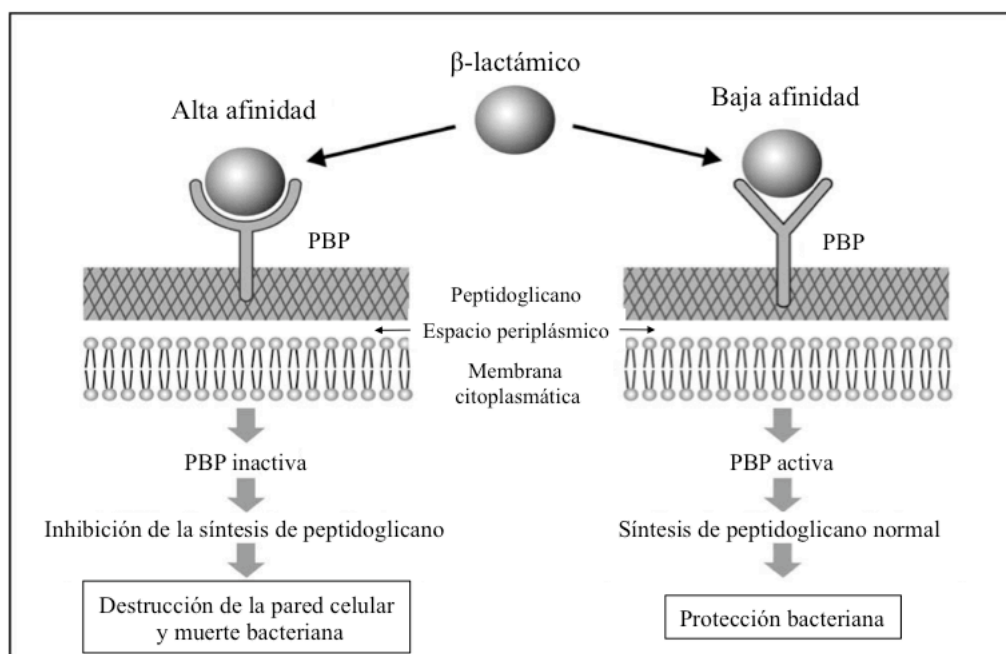 β-lactámico
Alta afinidad
Baja afinidad
PBP
PBP
Peptidoglicano
Espacio periplásmico
Membrana
citoplasmática
PBP inactiva
PBP activa
Inhibición de la síntesis de peptidoglicano
Síntesis de peptidoglicano normal
Destrucción de la pared celular
y muerte bacteriana
Protección bacteriana